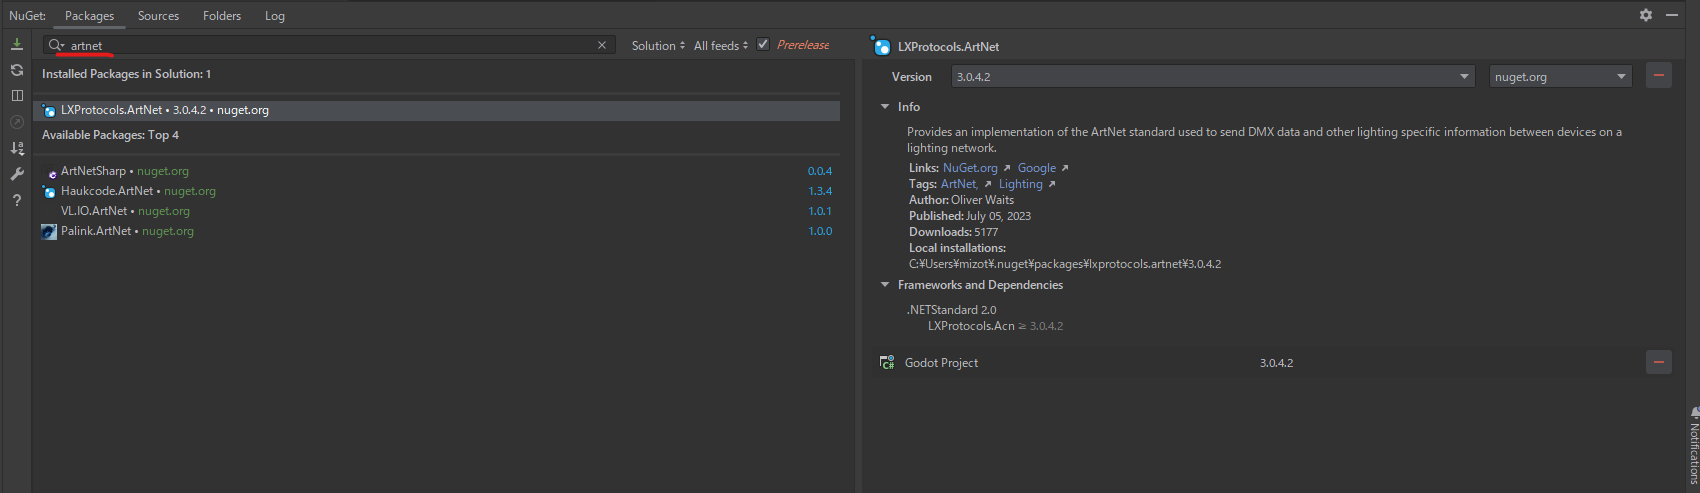 NuGet: Packages Sources Folders Log
artnet
Solution All feeds Prerelease
Installed Packages in Solution: 1
LXProtocols.ArtNet • 3.0.4.2 • nuget.org
Available Packages: Top 4
ArtNetSharp • nuget.org 0.0.4
Haukcode.ArtNet • nuget.org 1.3.4
VL.IO.ArtNet • nuget.org 1.0.1
Palink.ArtNet • nuget.org 1.0.0
LXProtocols.ArtNet
Version 3.0.4.2 nuget.org
Info
Provides an implementation of the ArtNet standard used to send DMX data and other lighting specific information between devices on a
lighting network.
Links: NuGet.org ↗ Google ↗
Tags: ArtNet, ↗ Lighting ↗
Author: Oliver Waits
Published: July 05, 2023
Downloads: 5177
Local installations:
C:¥Users¥mizot¥.nuget¥packages¥lxprotocols.artnet¥3.0.4.2
Frameworks and Dependencies
.NETStandard 2.0
LXProtocols.Acn ≥ 3.0.4.2
C# Godot Project 3.0.4.2
Notifications